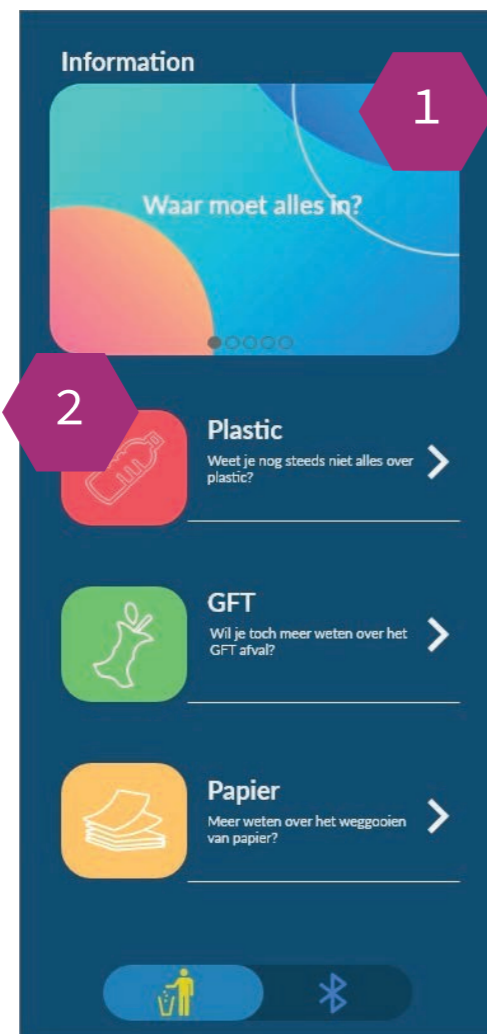 Information
1
Waar moet alles in?
2
Plastic
Weet je nog steeds niet alles over
plastic?
GFT
Wil je toch meer weten over het
GFT afval?
Papier
Meer weten over het weggooien
van papier?